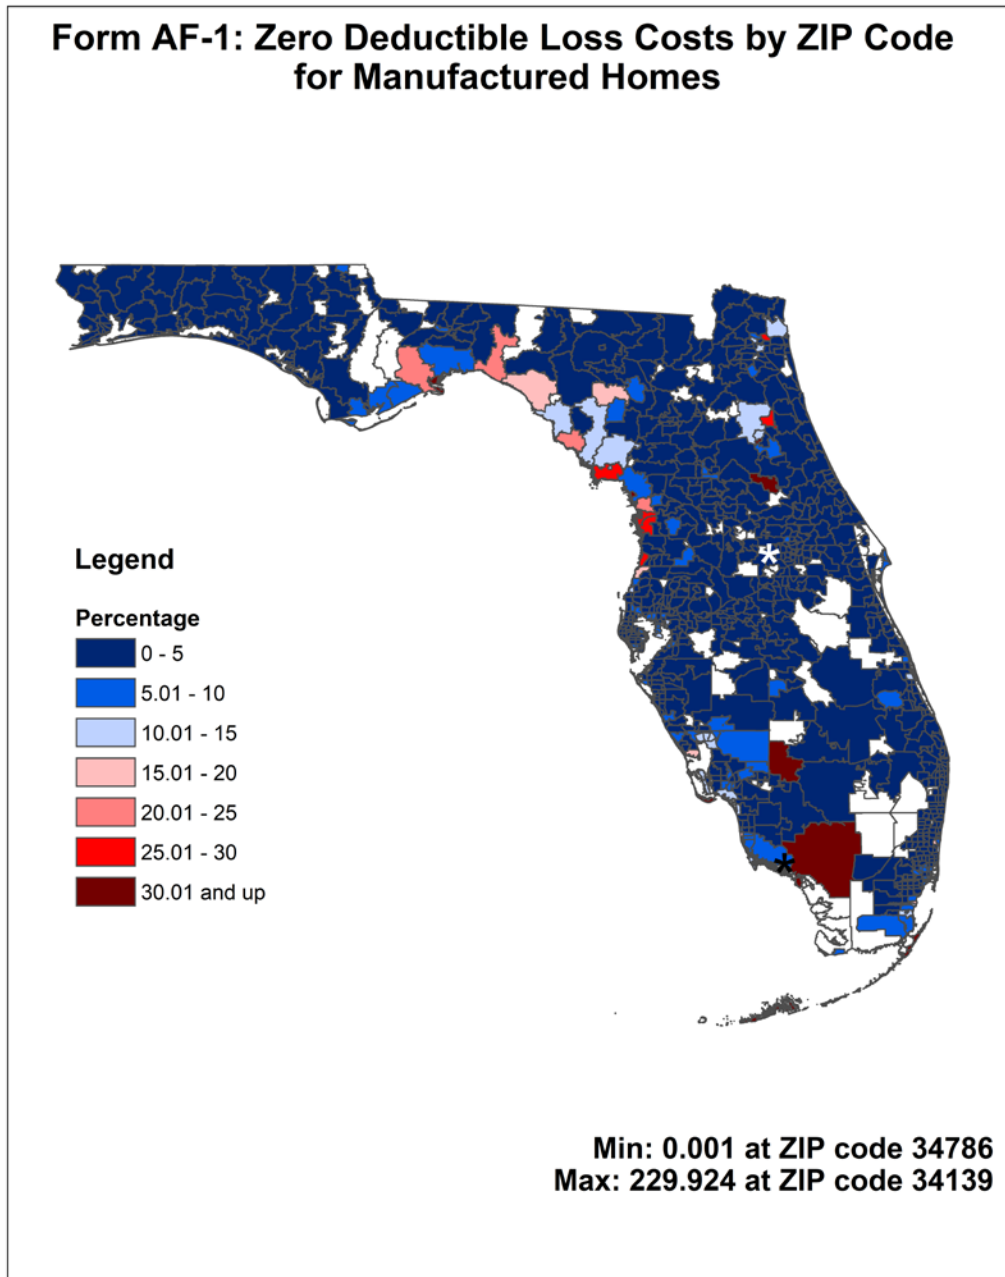 Form AF-1: Zero Deductible Loss Costs by ZIP Code
for Manufactured Homes
Legend
Percentage
0 - 5
5.01 - 10
10.01 - 15
15.01 - 20
20.01 - 25
25.01 - 30
30.01 and up
Min: 0.001 at ZIP code 34786
Max: 229.924 at ZIP code 34139